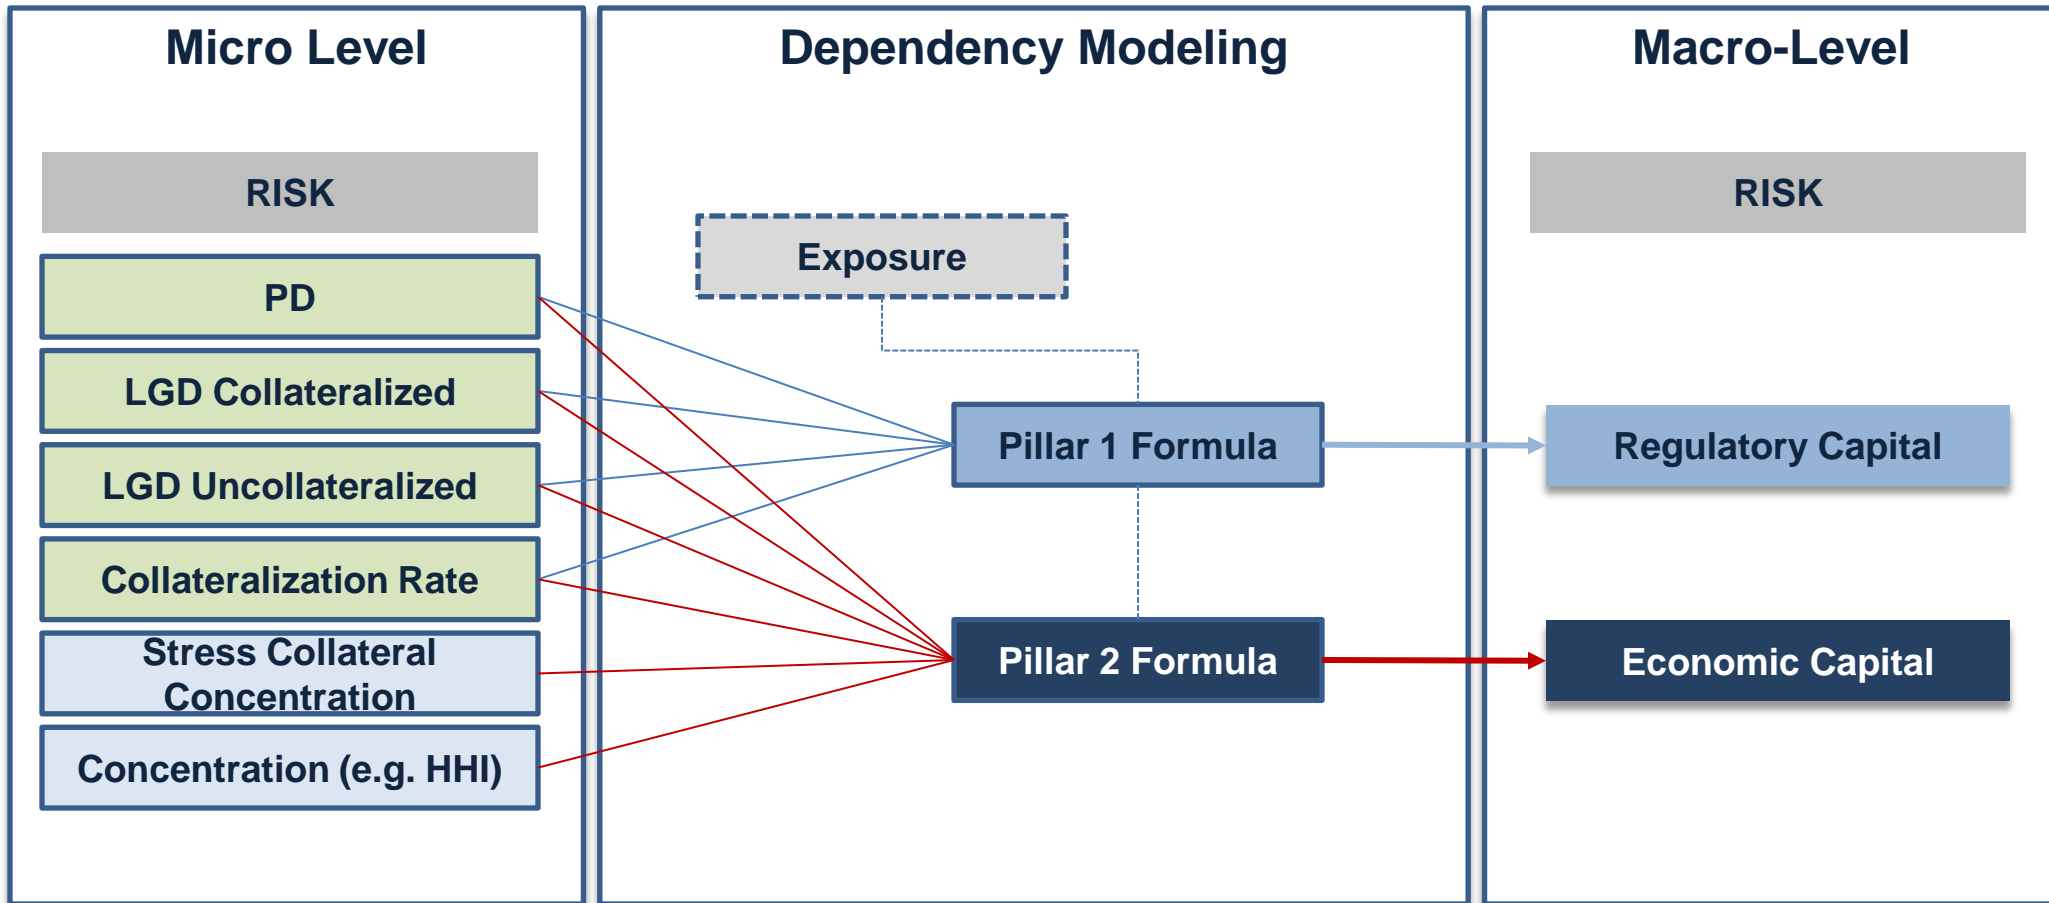 Micro Level
Dependency Modeling
Macro-Level
RISK
RISK
Exposure
PD
LGD Collateralized
Pillar 1 Formula
Regulatory Capital
LGD Uncollateralized
Collateralization Rate
Stress Collateral
Concentration
Pillar 2 Formula
Economic Capital
Concentration (e.g. HHI)